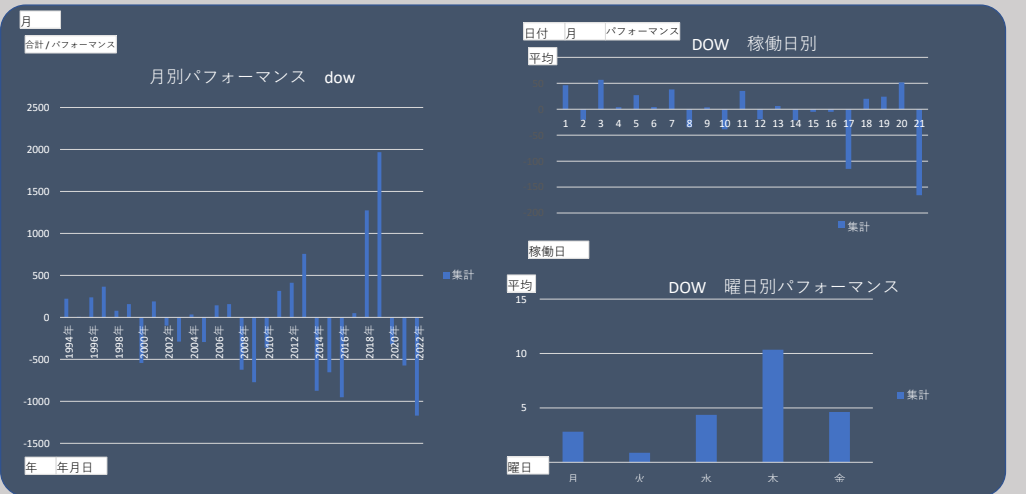 月
合計 / パフォーマンス
月別パフォーマンス dow
2500
2000
1500
1000
500
0
-500
-1000
-1500
1994年
1996年
1998年
2000年
2002年
2004年
2006年
2008年
2010年
2012年
2014年
2016年
2018年
2020年
2022年
集計
年 年月日
日付 月 パフォーマンス
平均
DOW 稼働日別
1 2 3 4 5 6 7 8 9 10 11 12 13 14 15 16 17 18 19 20 21
集計
稼働日
平均
DOW 曜日別パフォーマンス
15
10
5
月 火 水 木 金
集計
曜日